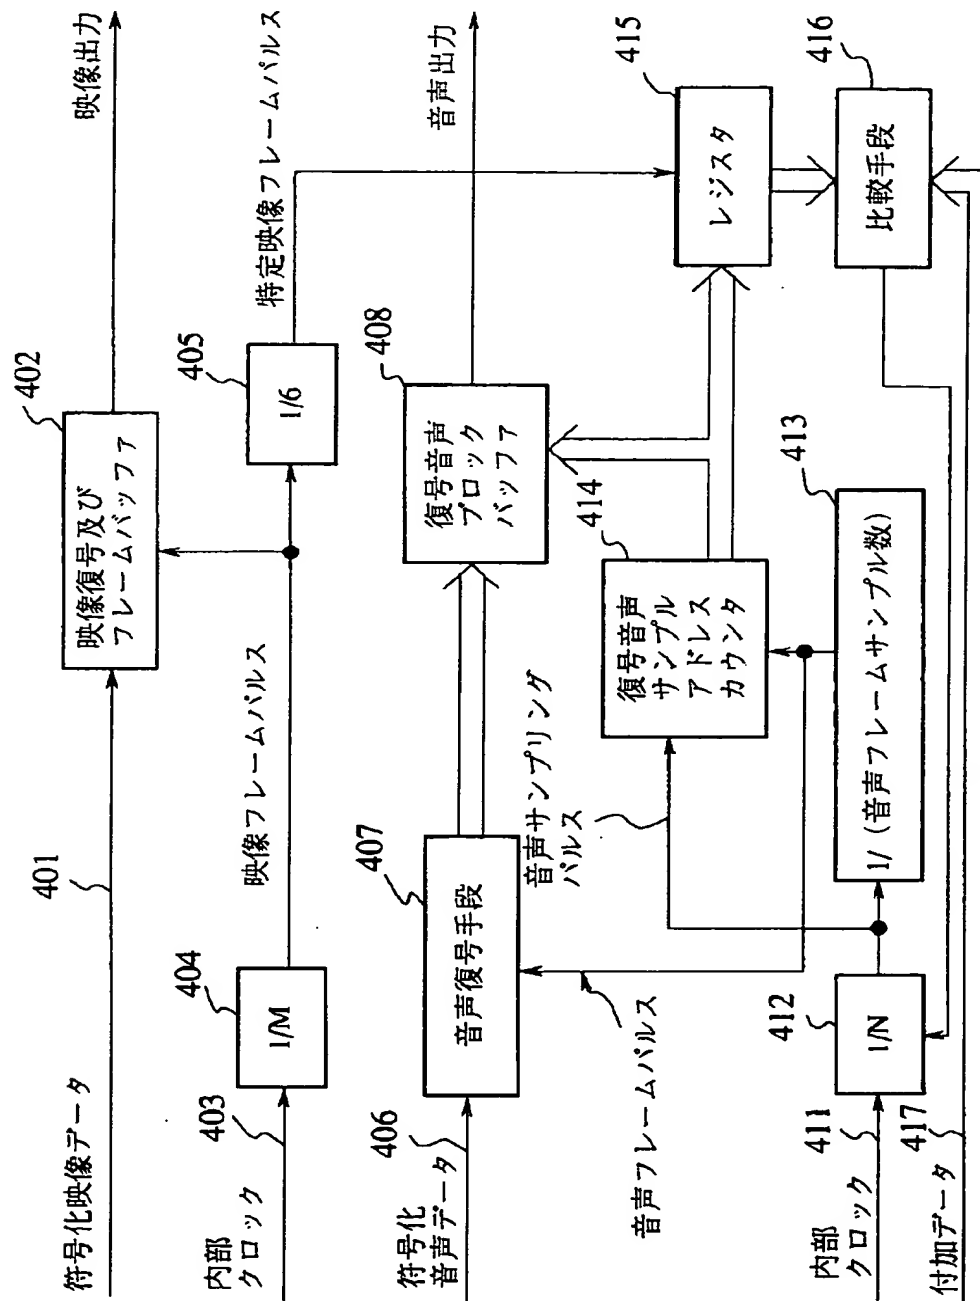 符号化映像データ
401
402
映像復号及び
フレームバッファ
映像出力
内部
クロック
403
404
1/M
映像フレームパルス
405
1/6
特定映像フレームパルス
符号化
音声データ
406
407
音声復号手段
408
復号音声
ブロック
バッファ
音声出力
音声サンプリング
パルス
414
復号音声
サンプル
アドレス
カウンタ
415
レジスタ
音声フレームパルス
内部
クロック
411
412
1/N
413
1/(音声フレームサンプル数)
416
比較手段
付加データ
417